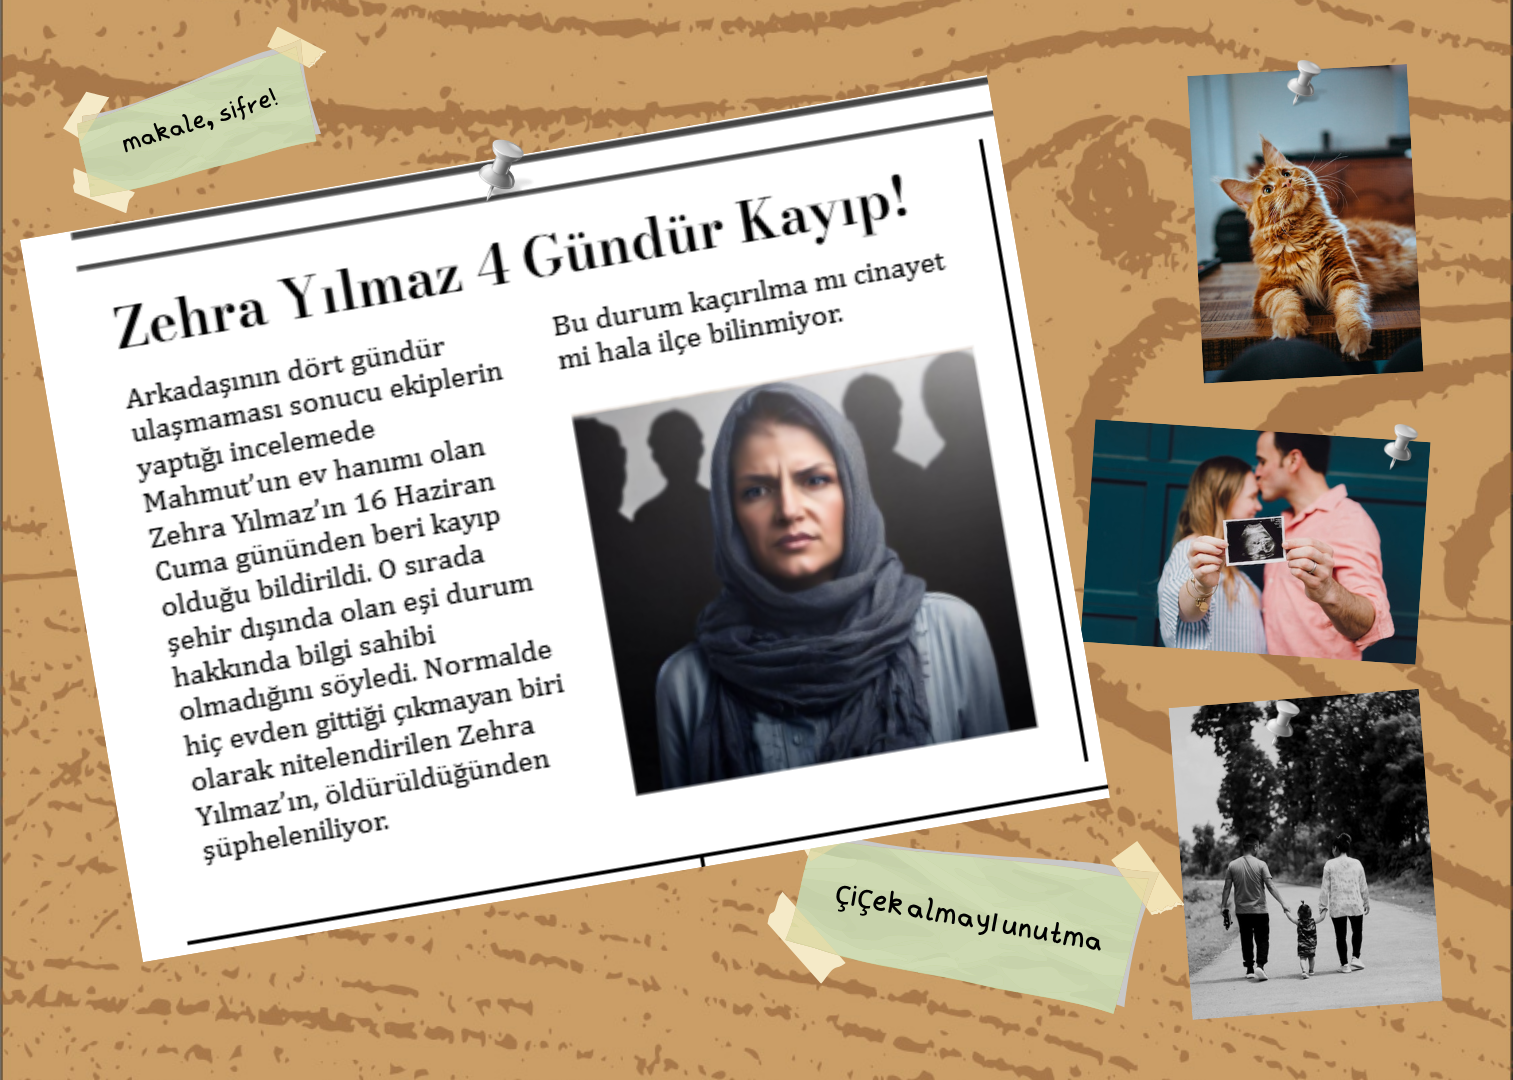 makale, sifre!
Zehra Yılmaz 4 Gündür Kayıp!
Arkadaşının dört gündür
ulaşmaması sonucu ekiplerin
yaptığı incelemede
Mahmut'un ev hanımı olan
Zehra Yılmaz'ın 16 Haziran
Cuma gününden beri kayıp
olduğu bildirildi. O sırada
şehir dışında olan eşi durum
hakkında bilgi sahibi
olmadığını söyledi. Normalde
hiç evden gittiği çıkmayan biri
olarak nitelendirilen Zehra
Yılmaz'ın, öldürüldüğünden
şüpheleniliyor.
Bu durum kaçırılma mı cinayet
mi hala ilçe bilinmiyor.
çiçek almayı unutma